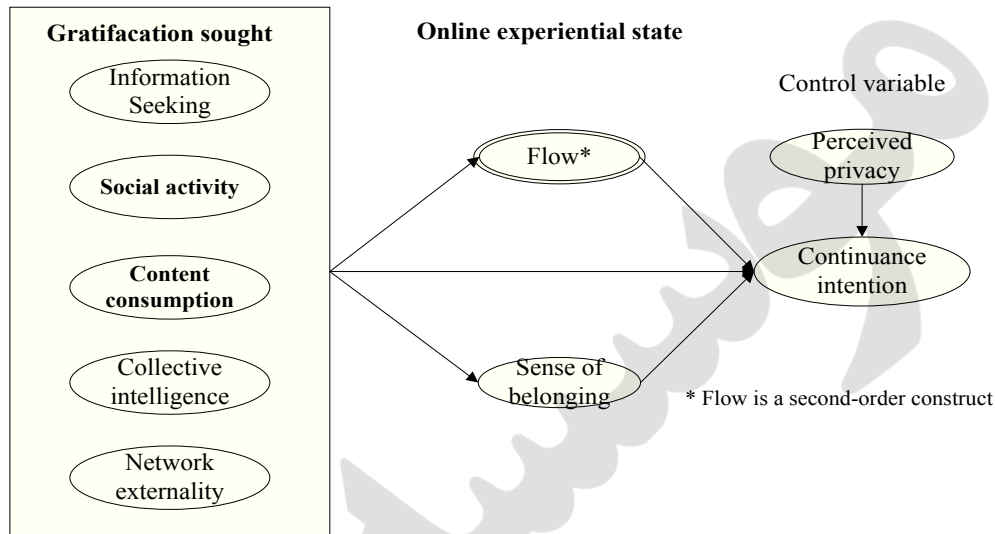 Gratifacation sought
Information
Seeking
Social activity
Content
consumption
Collective
intelligence
Network
externality
Online experiential state
Flow*
Sense of
belonging
Control variable
Perceived
privacy
Continuance
intention
* Flow is a second-order construct